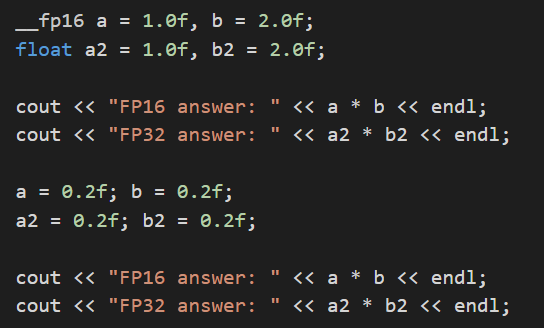 __fp16 a = 1.0f, b = 2.0f;
float a2 = 1.0f, b2 = 2.0f;
cout << "FP16 answer: " << a * b << endl;
cout << "FP32 answer: " << a2 * b2 << endl;
a = 0.2f; b = 0.2f;
a2 = 0.2f; b2 = 0.2f;
cout << "FP16 answer: " << a * b << endl;
cout << "FP32 answer: " << a2 * b2 << endl;